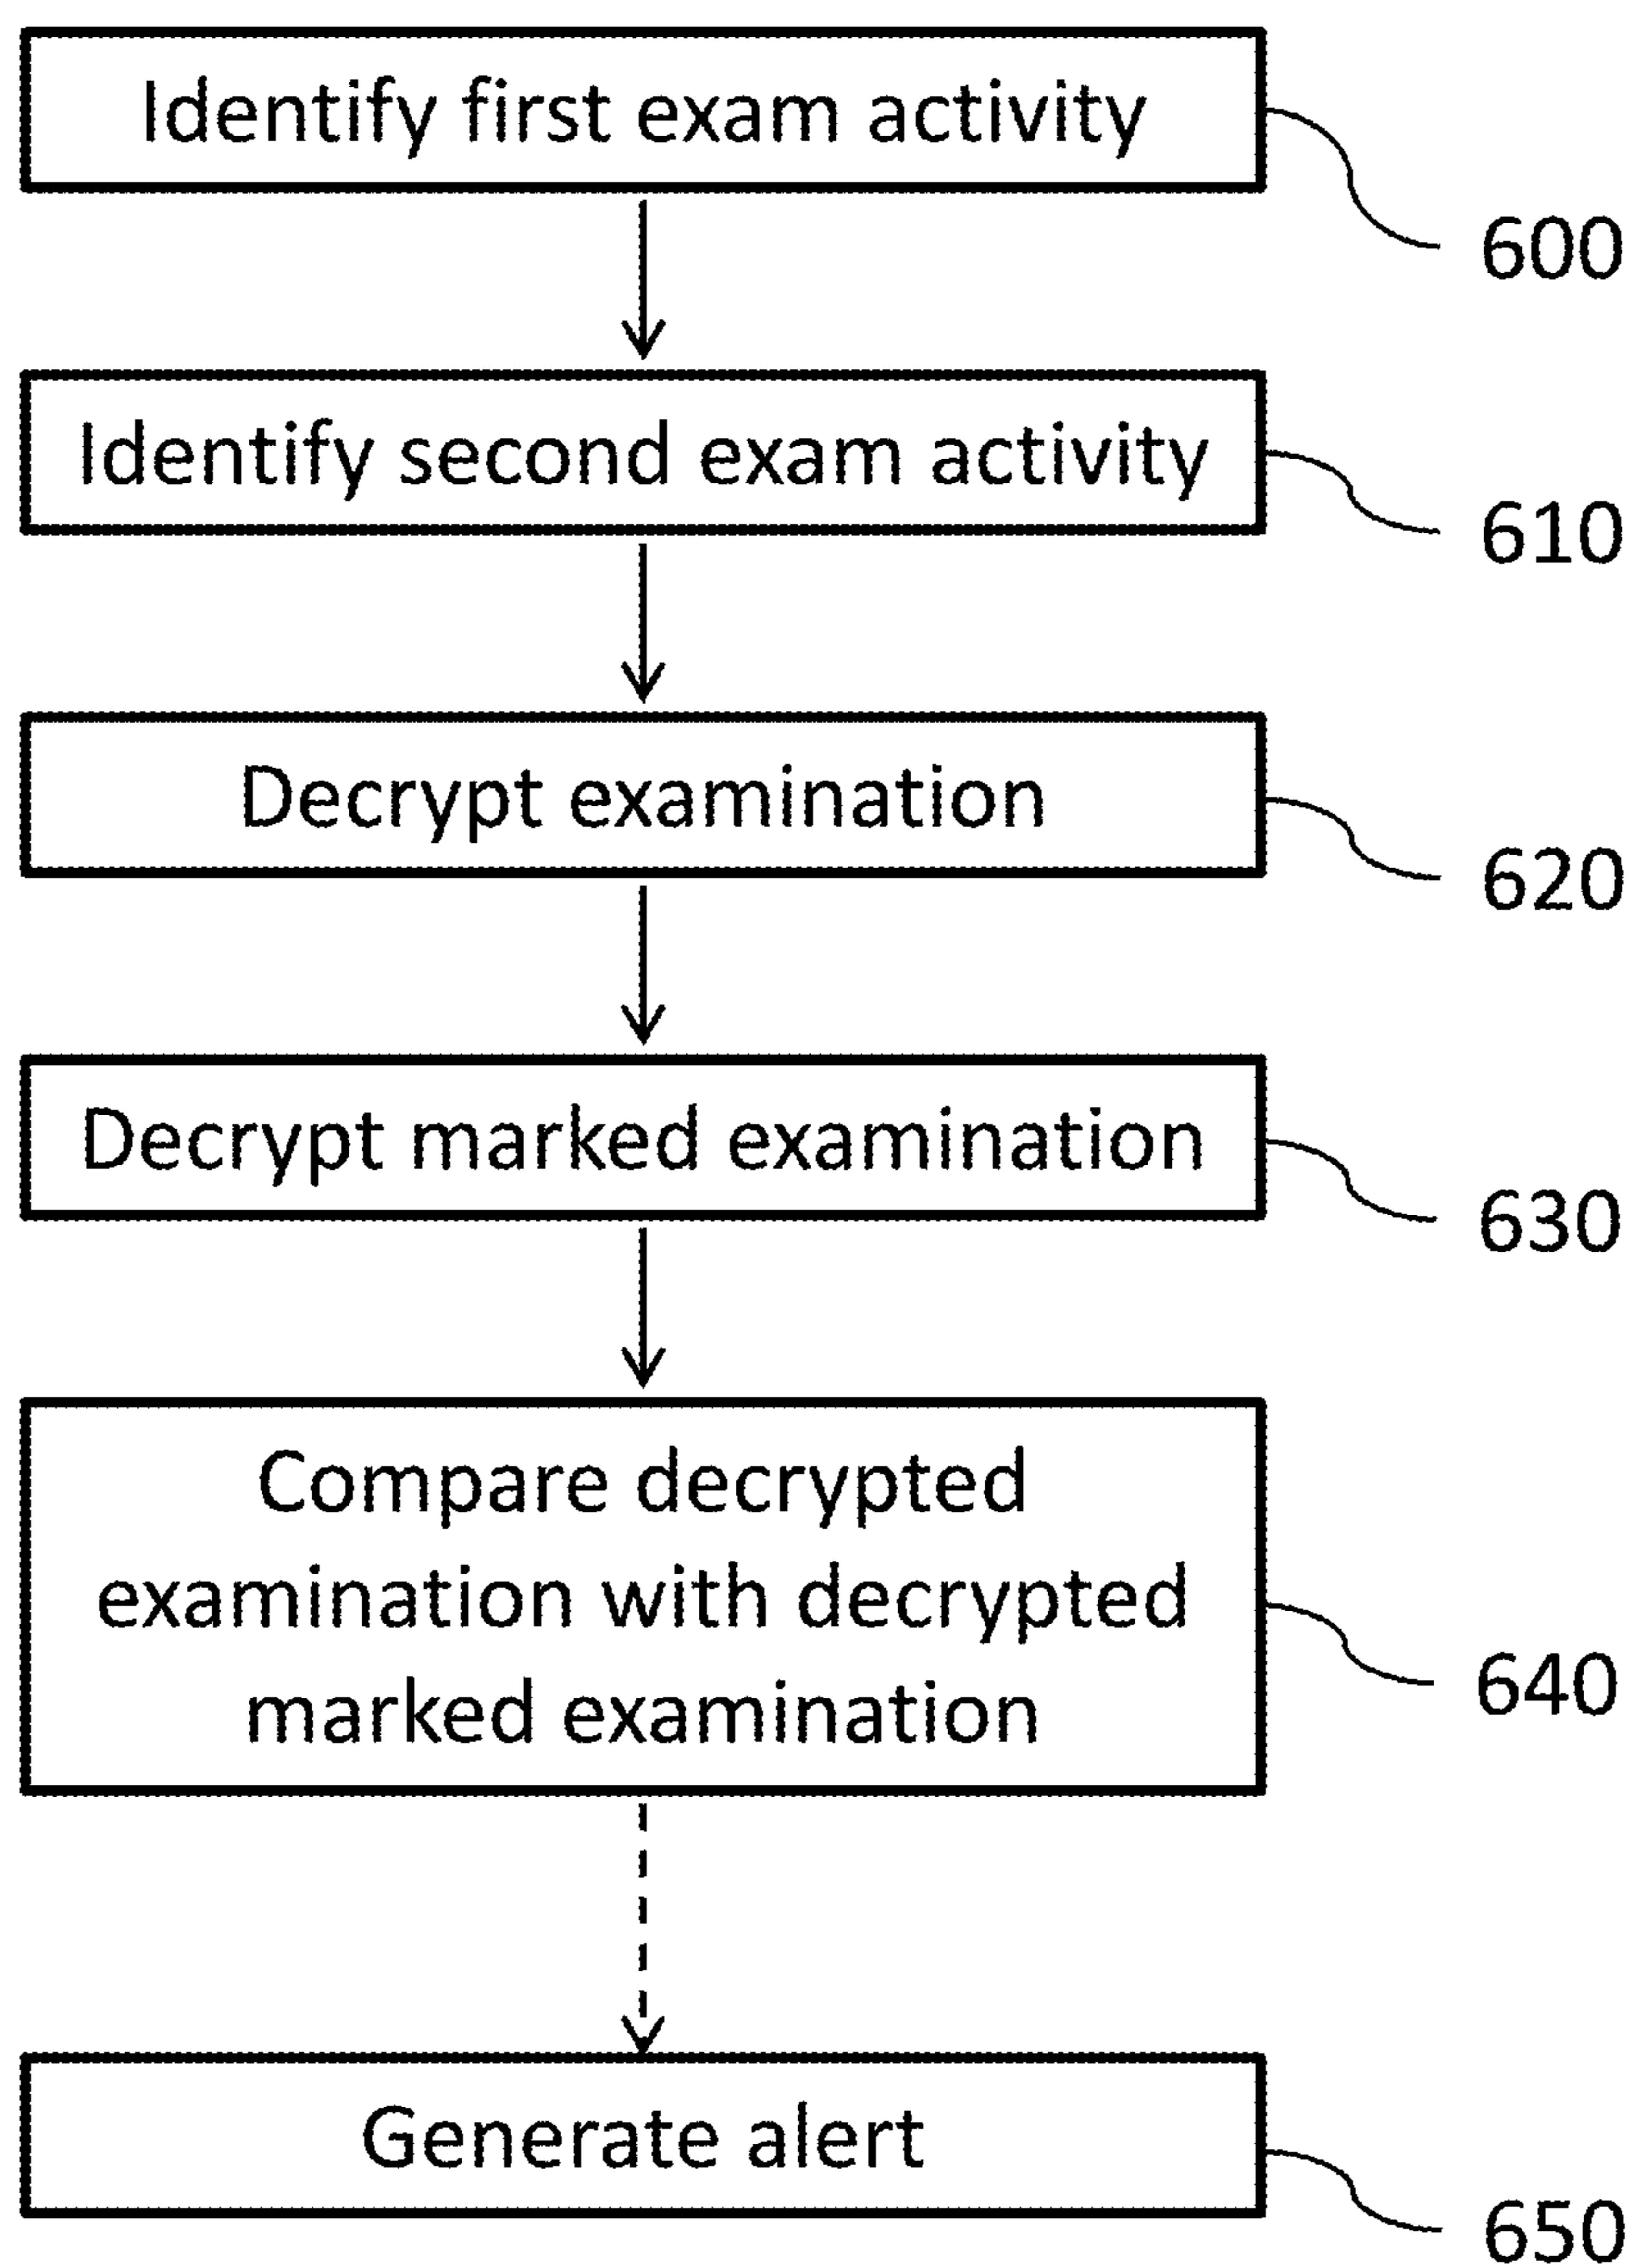 Identify first exam activity
600
Identify second exam activity
610
Decrypt examination
620
Decrypt marked examination
630
Compare decrypted
examination with decrypted
marked examination
640
Generate alert
650